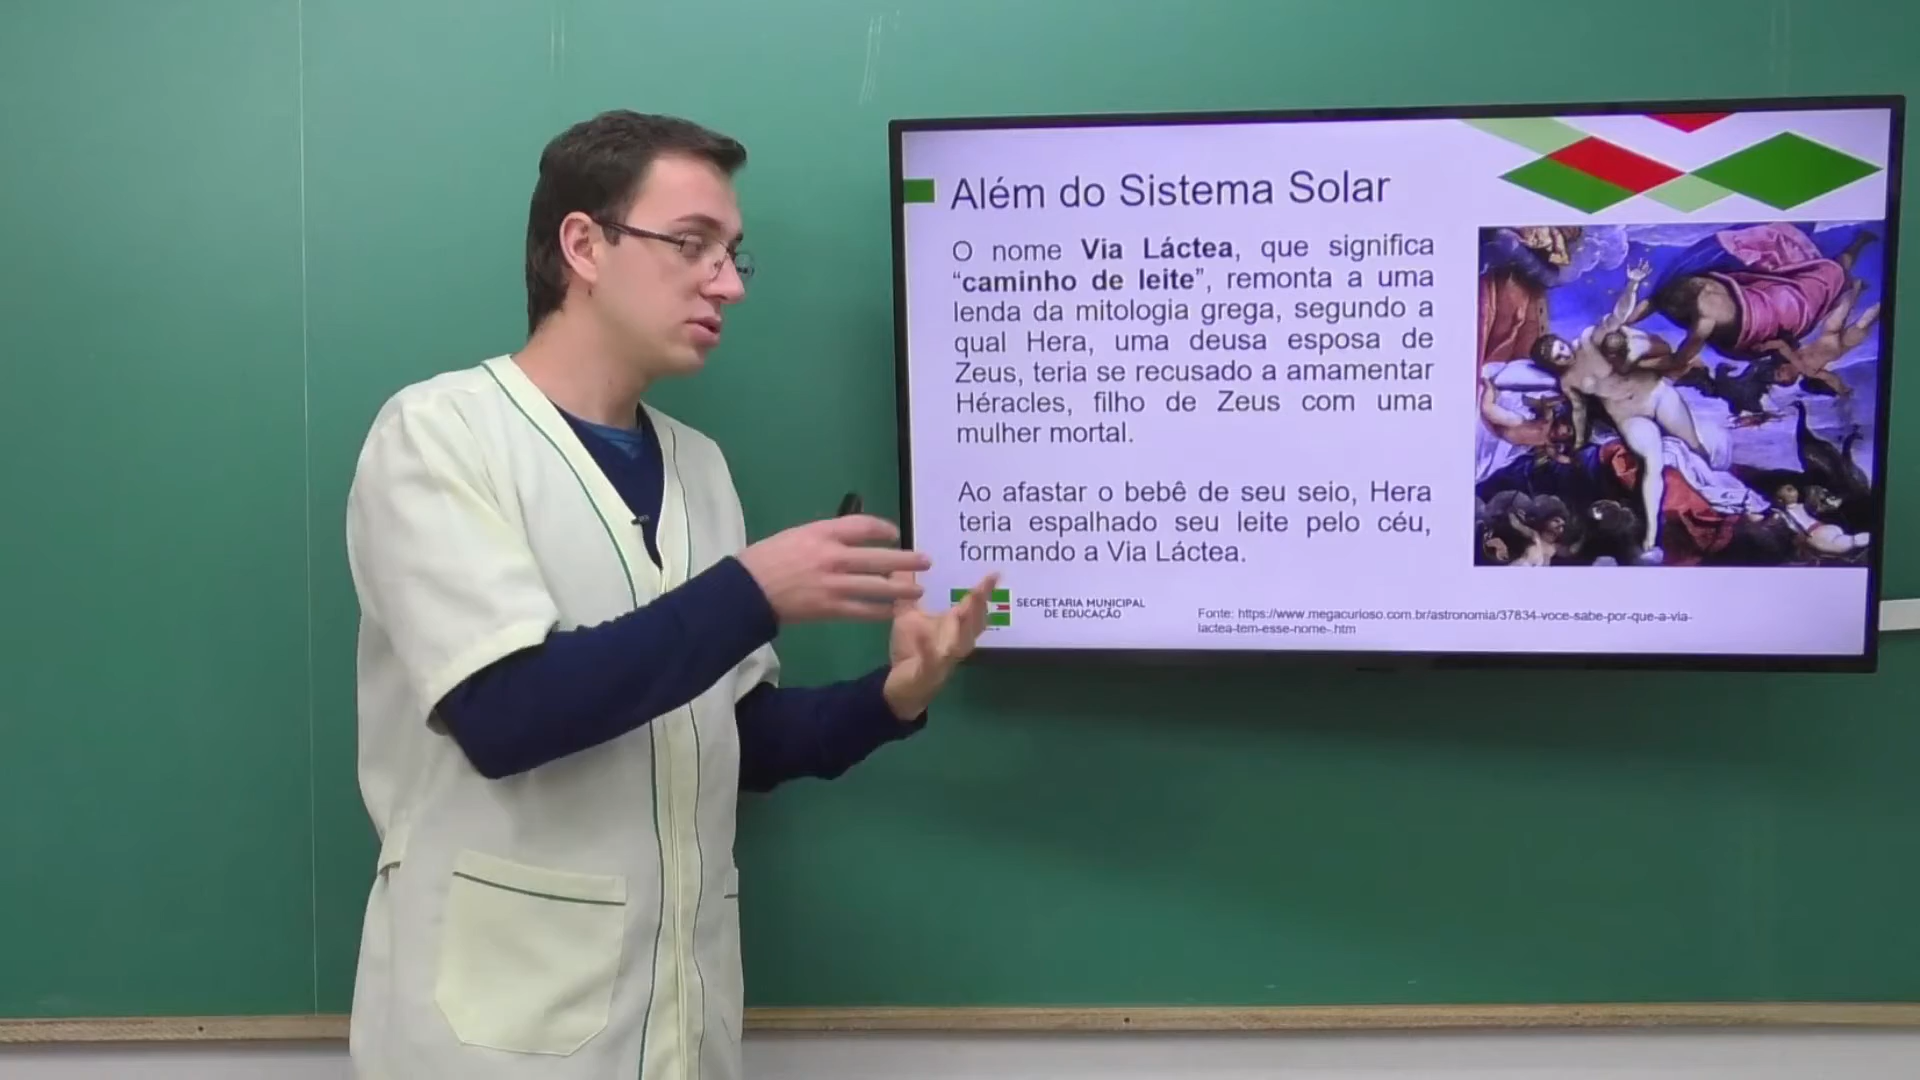 Além do Sistema Solar
O nome Via Láctea, que significa
“caminho de leite”, remonta a uma
lenda da mitologia grega, segundo a
qual Hera, uma deusa esposa de
Zeus, teria se recusado a amamentar
Héracles, filho de Zeus com uma
mulher mortal.
Ao afastar o bebê de seu seio, Hera
teria espalhado seu leite pelo céu,
formando a Via Láctea.
SECRETARIA MUNICIPAL
DE EDUCAÇÃO
Fonte: https://www.megacurioso.com.br/astronomia/37834-voce-sabe-por-que-a-via-
lactea-tem-esse-nome-.htm